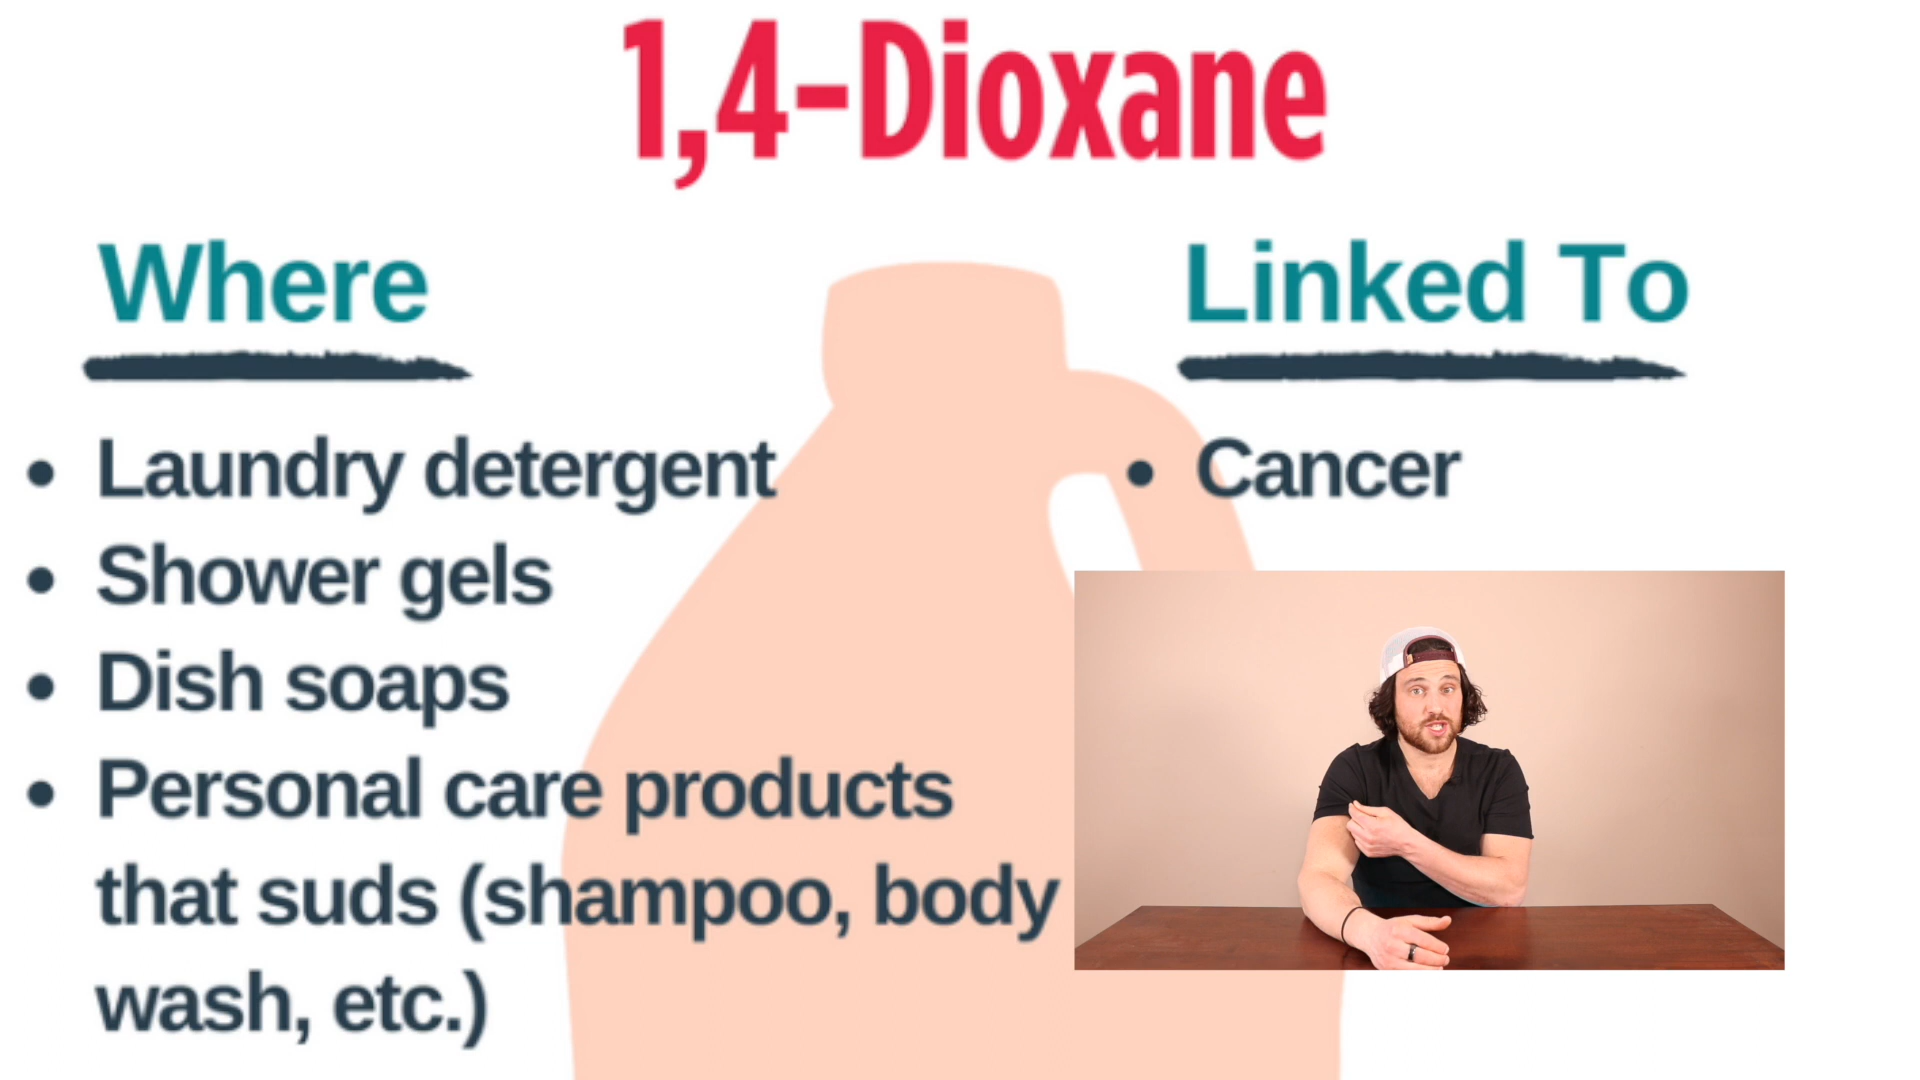 1,4-Dioxane
Where
Laundry detergent
Shower gels
Dish soaps
Personal care products
that suds (shampoo, body
wash, etc.)
Linked To
Cancer